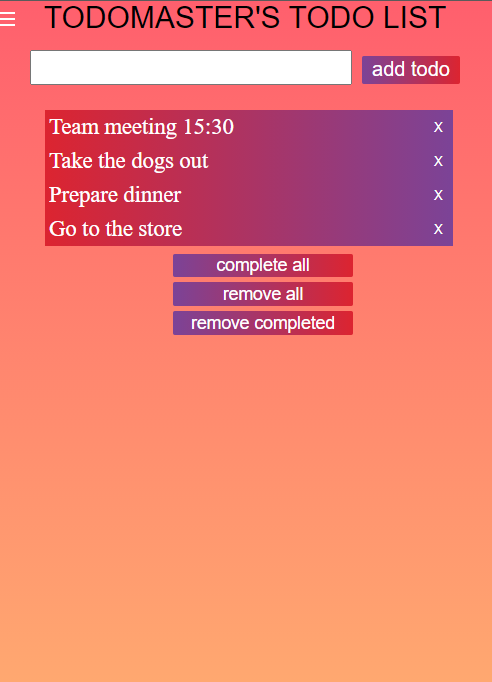 TODOMASTER'S TODO LIST
add todo
Team meeting 15:30 x
Take the dogs out x
Prepare dinner x
Go to the store x
complete all
remove all
remove completed